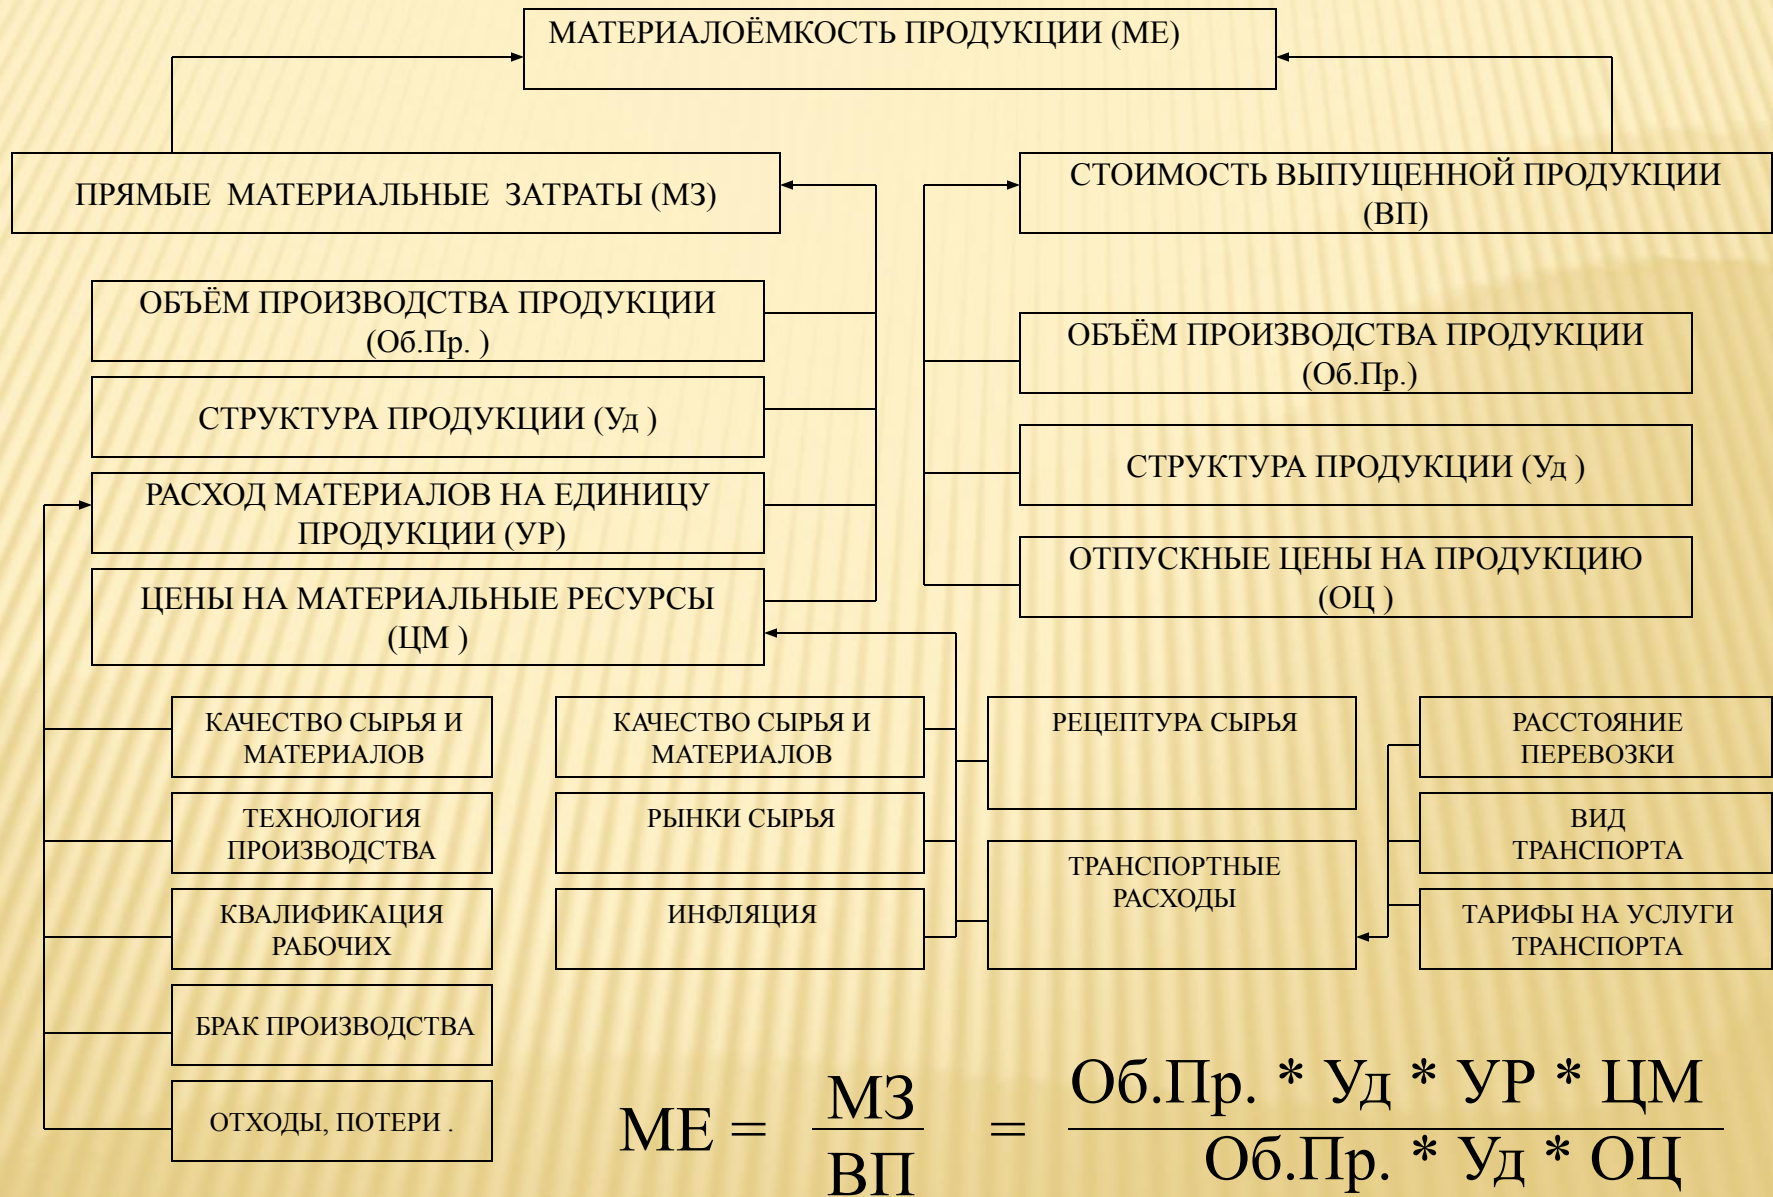 МАТЕРИАЛОЁМКОСТЬ ПРОДУКЦИИ (МЕ)
ПРЯМЫЕ МАТЕРИАЛЬНЫЕ ЗАТРАТЫ (МЗ)
СТОИМОСТЬ ВЫПУЩЕННОЙ ПРОДУКЦИИ
(ВП)
ОБЪЁМ ПРОИЗВОДСТВА ПРОДУКЦИИ
(Об.Пр. )
СТРУКТУРА ПРОДУКЦИИ (Уд )
РАСХОД МАТЕРИАЛОВ НА ЕДИНИЦУ
ПРОДУКЦИИ (УР)
ЦЕНЫ НА МАТЕРИАЛЬНЫЕ РЕСУРСЫ
(ЦМ )
ОБЪЁМ ПРОИЗВОДСТВА ПРОДУКЦИИ
(Об.Пр.)
СТРУКТУРА ПРОДУКЦИИ (Уд )
ОТПУСКНЫЕ ЦЕНЫ НА ПРОДУКЦИЮ
(ОЦ )
КАЧЕСТВО СЫРЬЯ И
МАТЕРИАЛОВ
ТЕХНОЛОГИЯ
ПРОИЗВОДСТВА
КВАЛИФИКАЦИЯ
РАБОЧИХ
БРАК ПРОИЗВОДСТВА
ОТХОДЫ, ПОТЕРИ .
КАЧЕСТВО СЫРЬЯ И
МАТЕРИАЛОВ
РЫНКИ СЫРЬЯ
ИНФЛЯЦИЯ
РЕЦЕПТУРА СЫРЬЯ
ТРАНСПОРТНЫЕ
РАСХОДЫ
РАССТОЯНИЕ
ПЕРЕВОЗКИ
ВИД
ТРАНСПОРТА
ТАРИФЫ НА УСЛУГИ
ТРАНСПОРТА
МЕ = МЗ = Об.Пр. * Уд * УР * ЦМ
ВП Об.Пр. * Уд * ОЦ